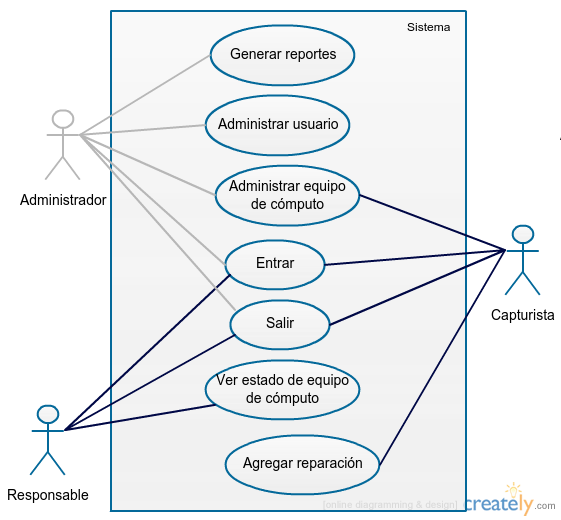 Sistema
Generar reportes
Administrar usuario
Administrador
Administrar equipo
de cómputo
Entrar
Capturista
Salir
Ver estado de equipo
de cómputo
Responsable
Agregar reparación
[online diagramming & design]
creately.com